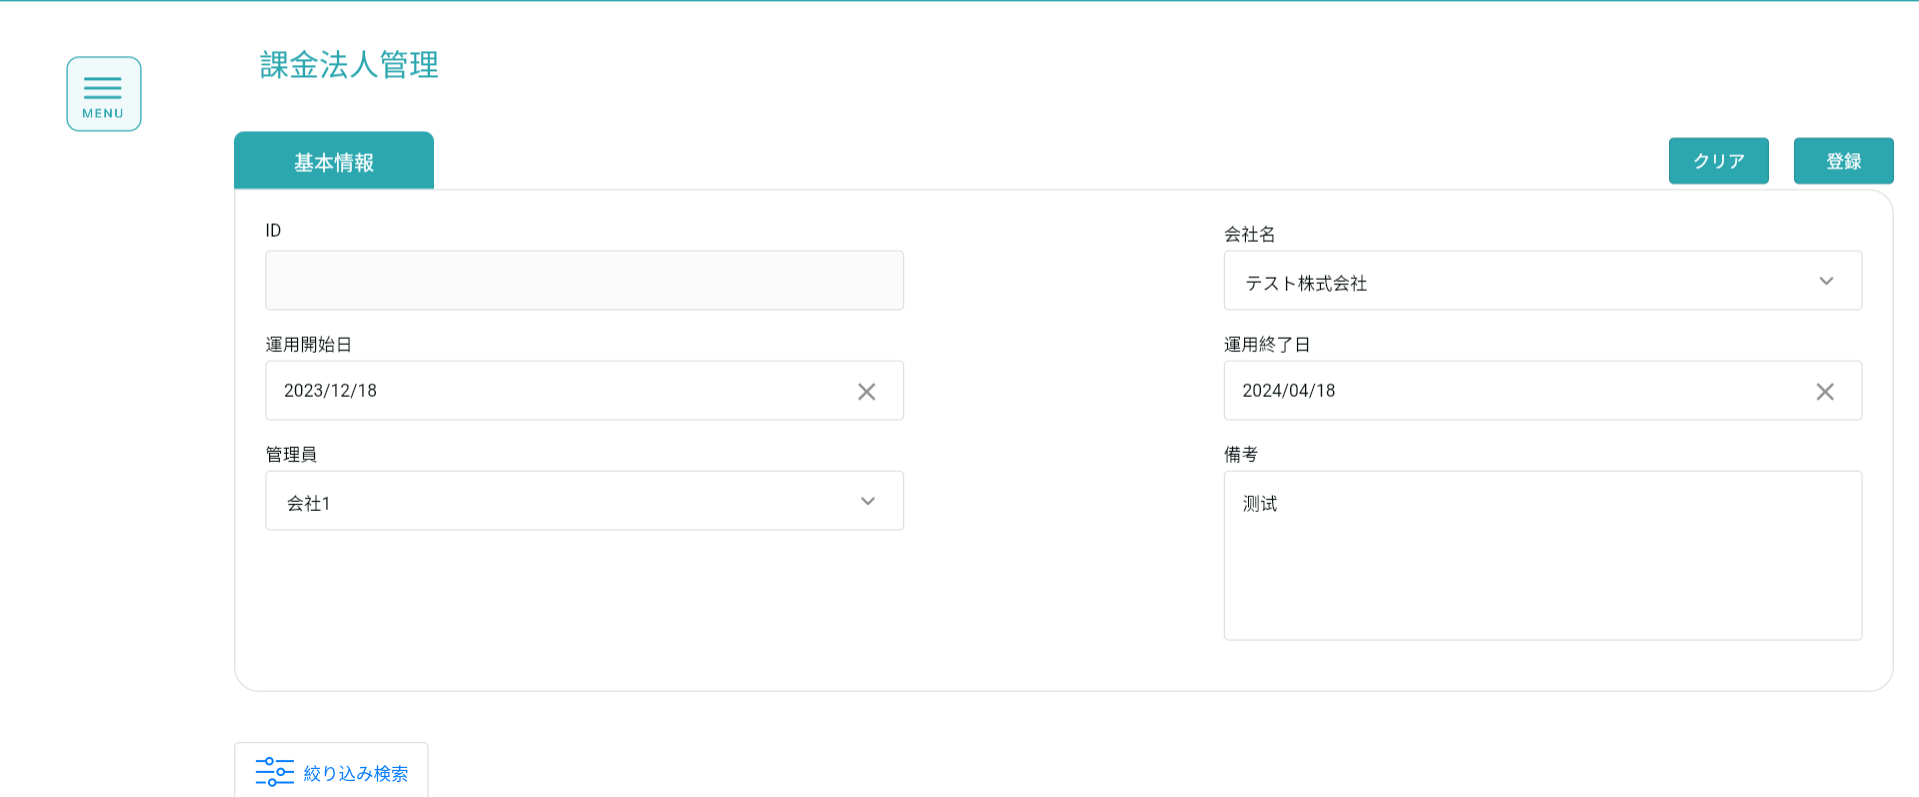 課金法人管理
MENU
基本情報
クリア
登録
ID
会社名
テスト株式会社
運用開始日
運用終了日
2023/12/18
2024/04/18
管理員
備考
会社1
测试
絞り込み検索